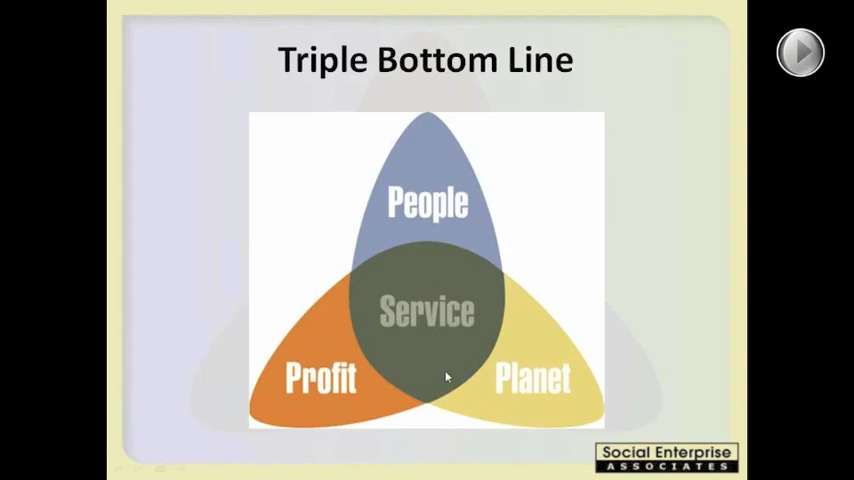 Triple Bottom Line
People
Service
Profit
Planet
Social Enterprise
ASSOCIATES